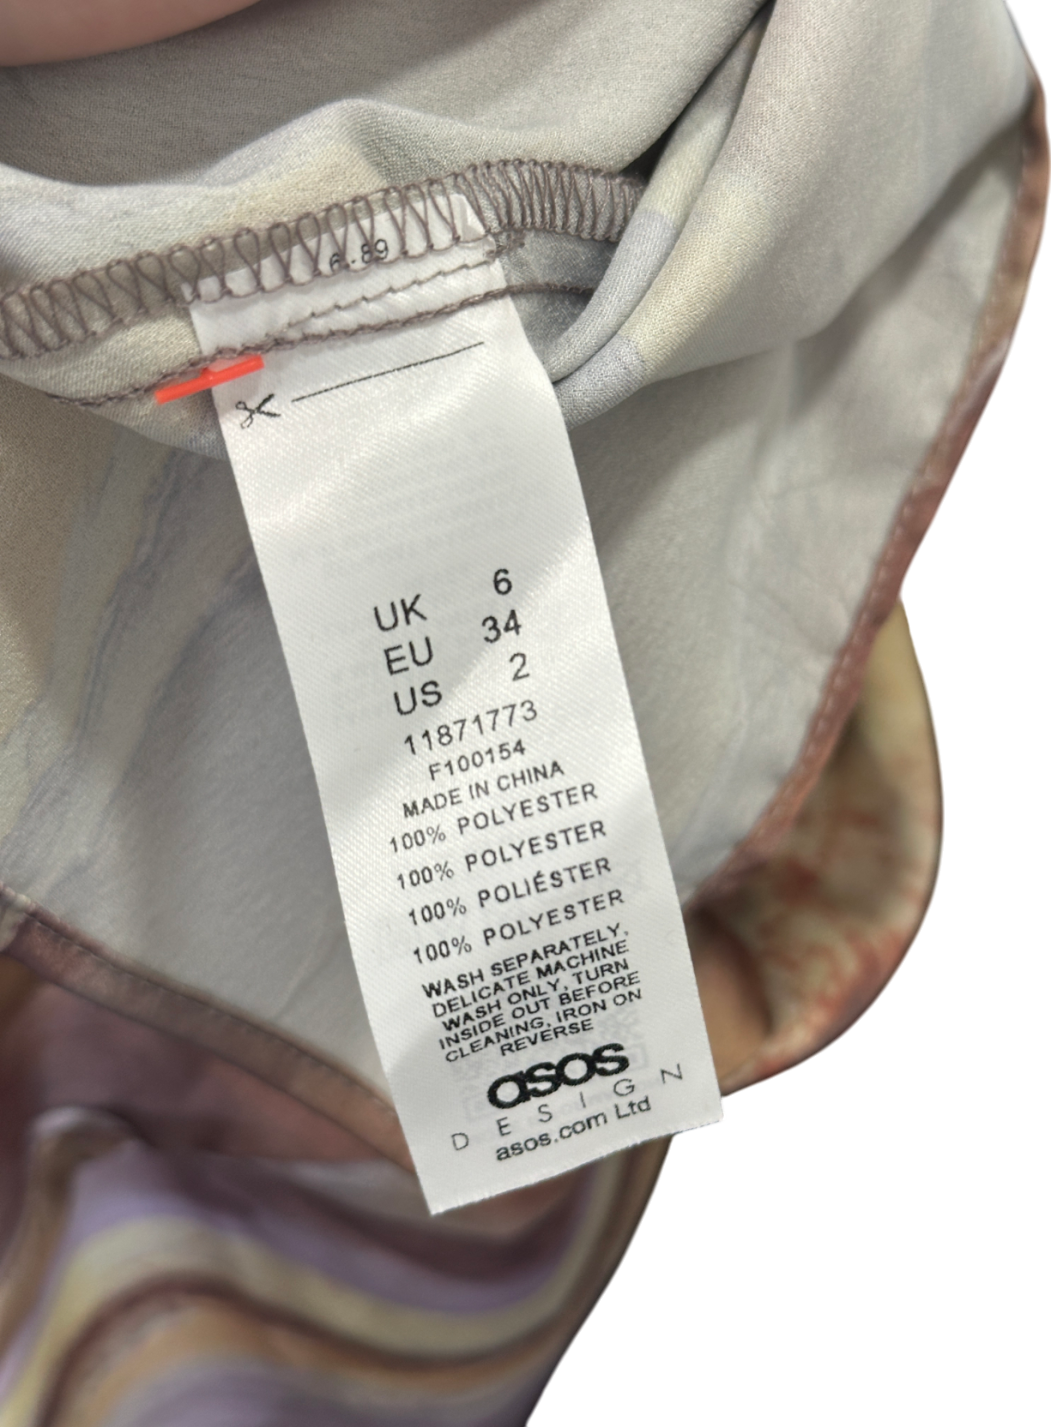 6.89
UK 6
EU 34
US 2
11871773
F100154
MADE IN CHINA
100% POLYESTER
100% POLYESTER
100% POLIÉSTER
100% POLYESTER
WASH SEPARATELY,
DELICATE MACHINE
WASH ONLY, TURN
INSIDE OUT BEFORE
CLEANING, IRON ON
REVERSE
asos
DESIGN
asos.com Ltd